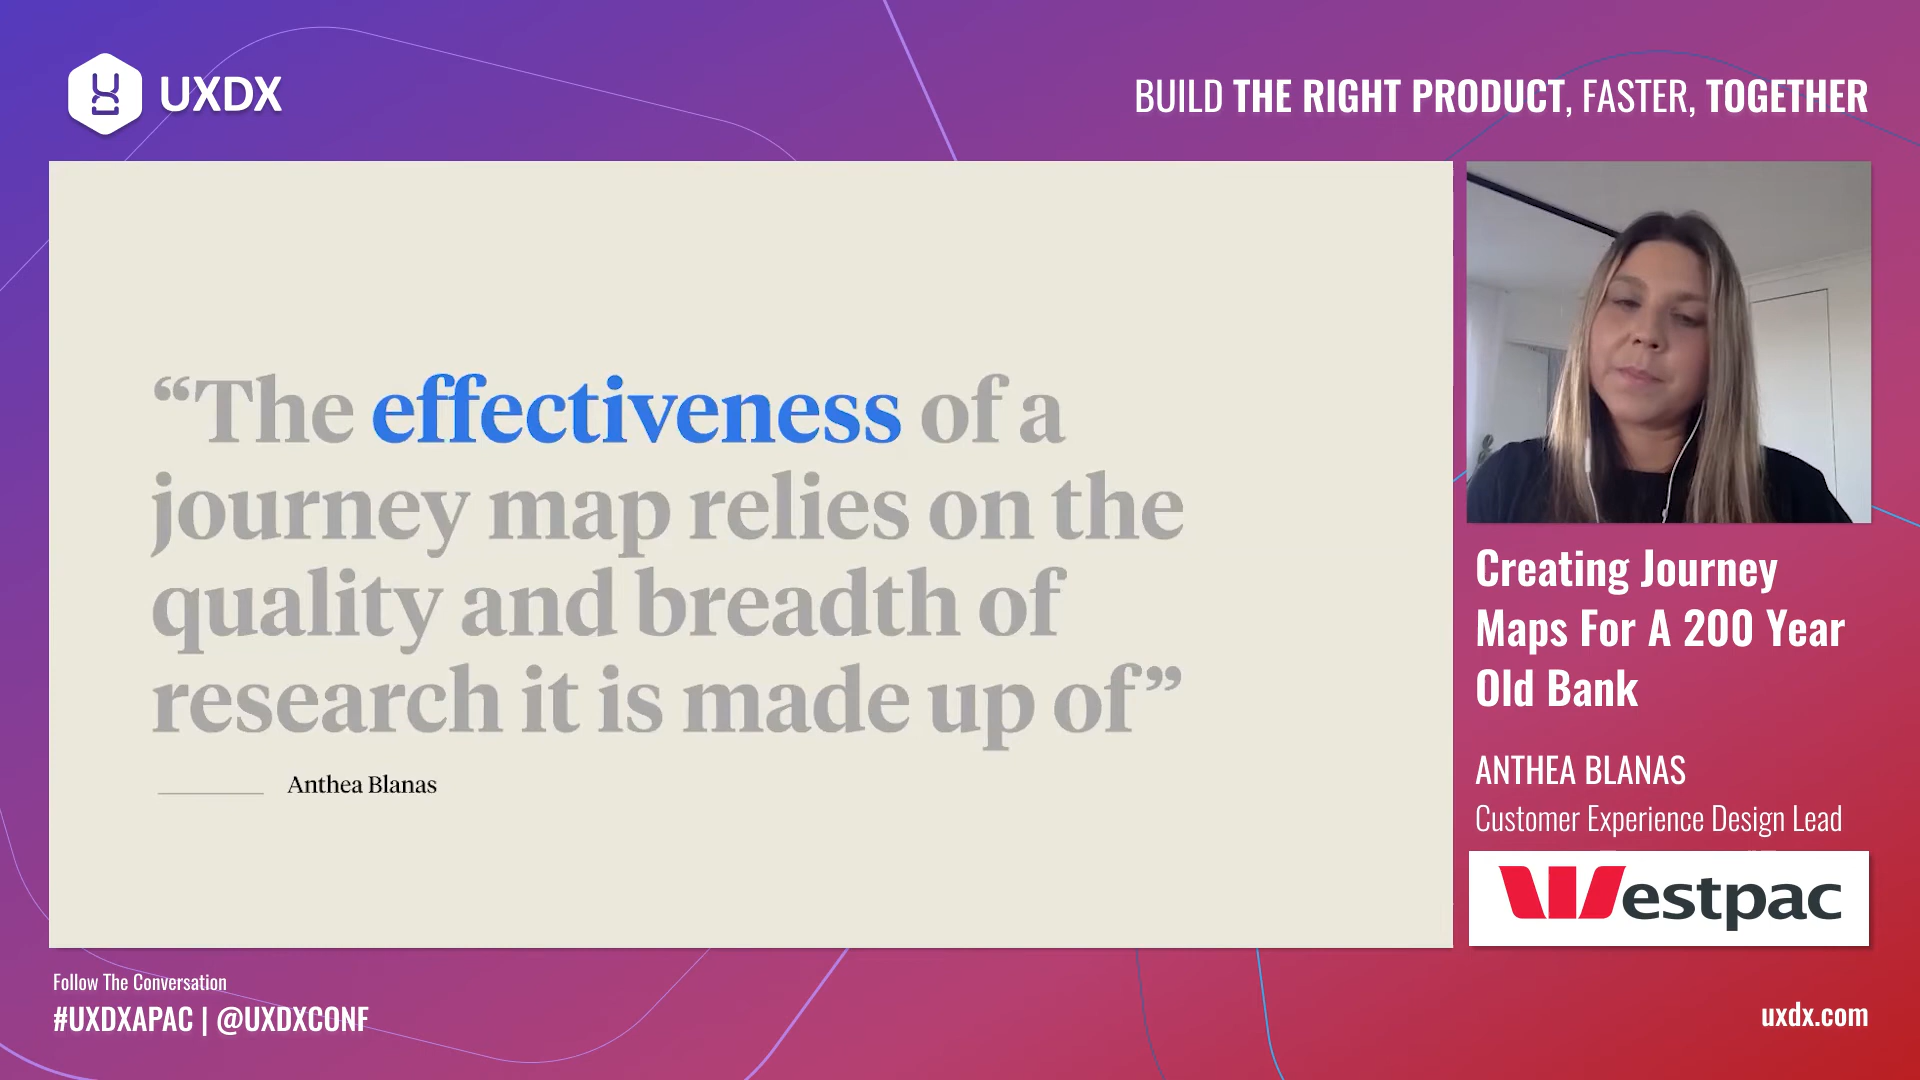 UXDX
BUILD THE RIGHT PRODUCT, FASTER, TOGETHER
“The effectiveness of a
journey map relies on the
quality and breadth of
research it is made up of”
Anthea Blanas
Creating Journey
Maps For A 200 Year
Old Bank
ANTHEA BLANAS
Customer Experience Design Lead
Westpac
Follow The Conversation
#UXDXAPAC | @UXDXCONF
uxdx.com